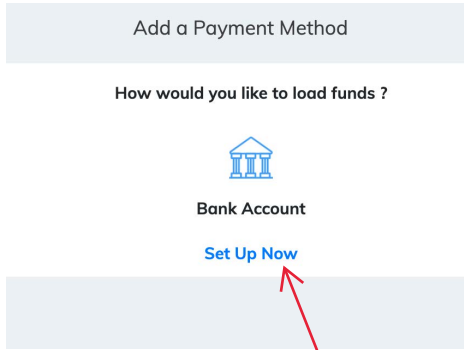 Add a Payment Method
How would you like to load funds ?
Bank Account
Set Up Now